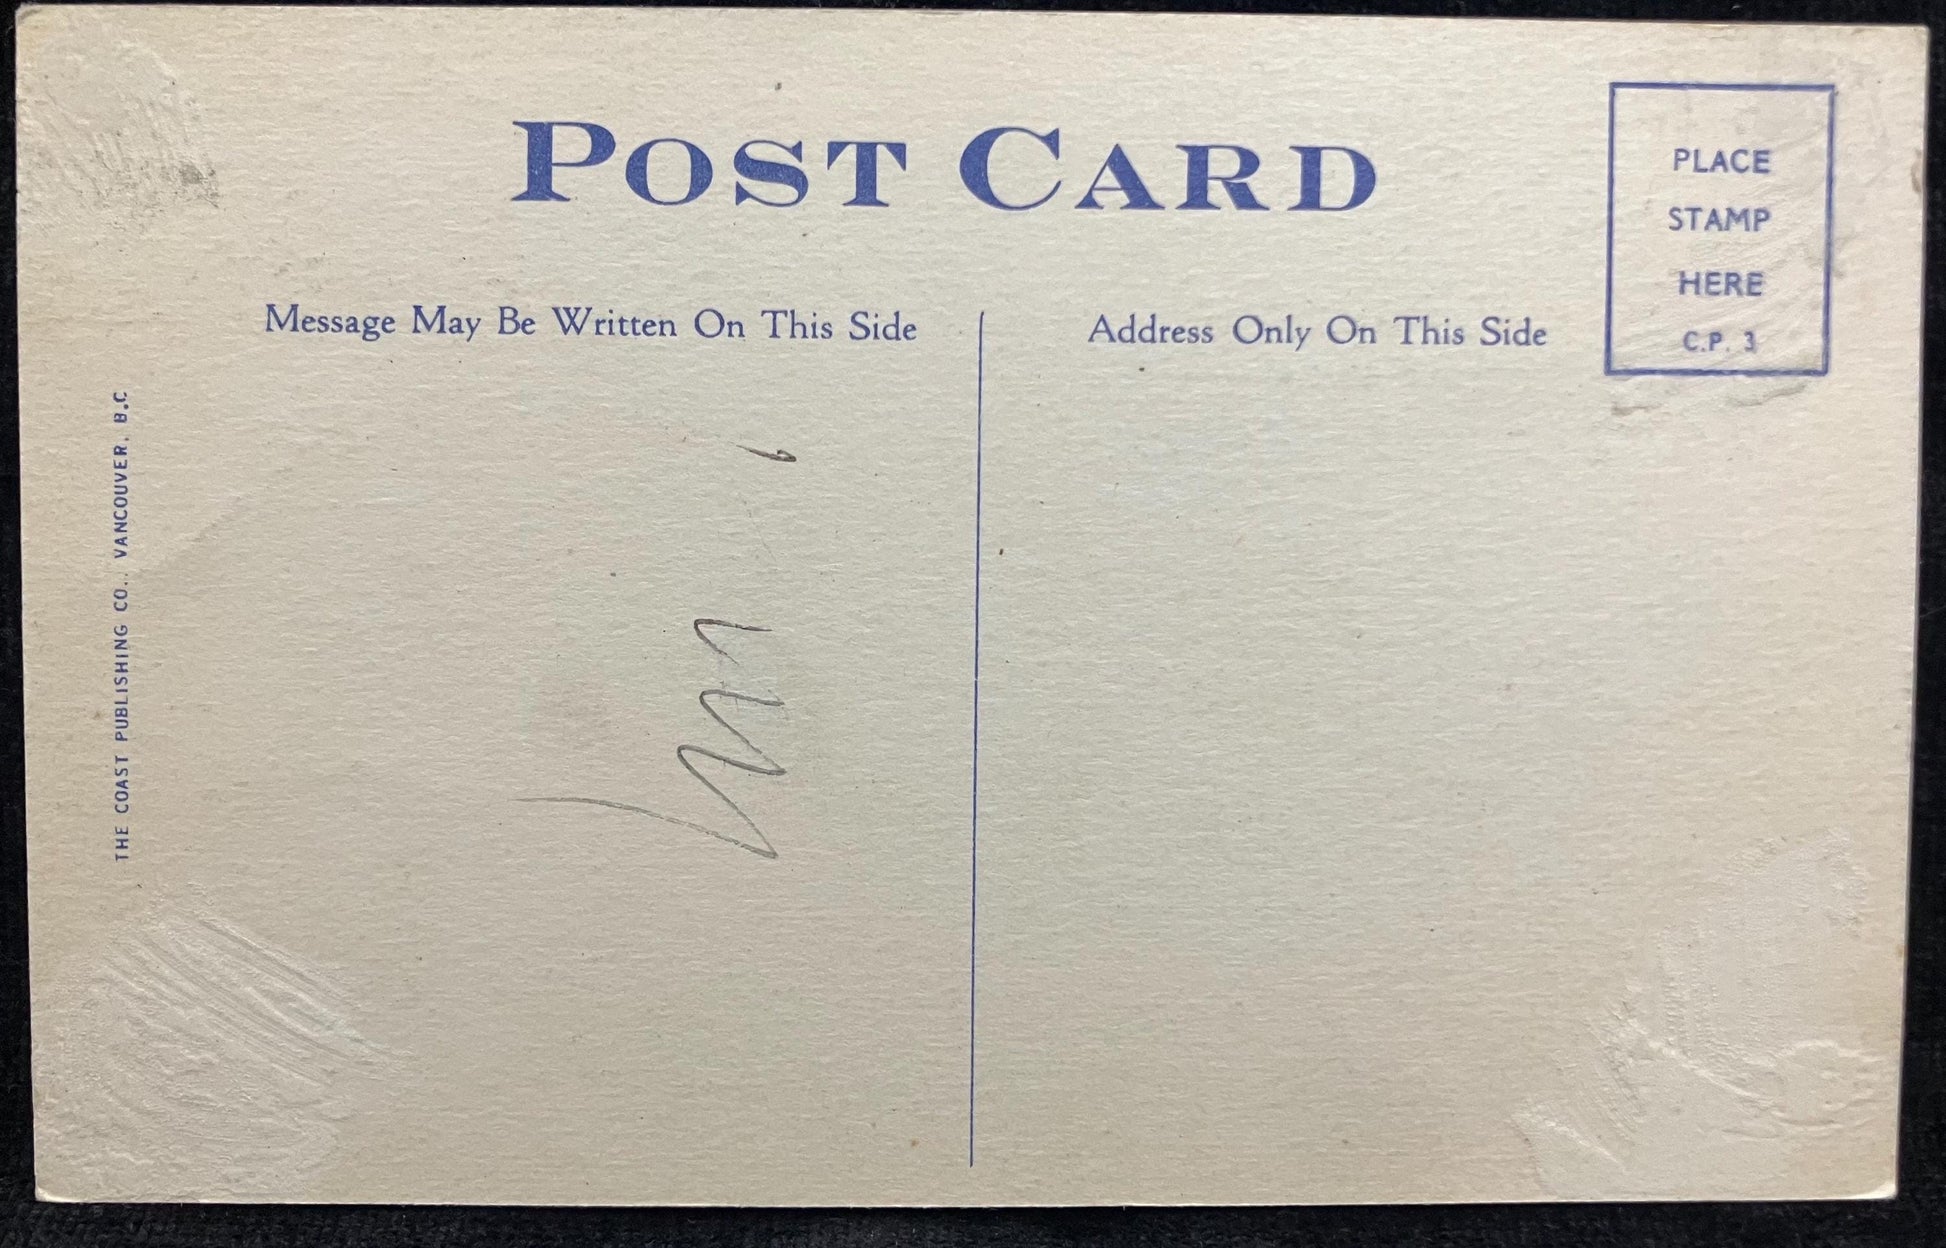 POST CARD
PLACE
STAMP
HERE
C.P. 3
Message May Be Written On This Side
Address Only On This Side
THE COAST PUBLISHING CO., VANCOUVER, B.C